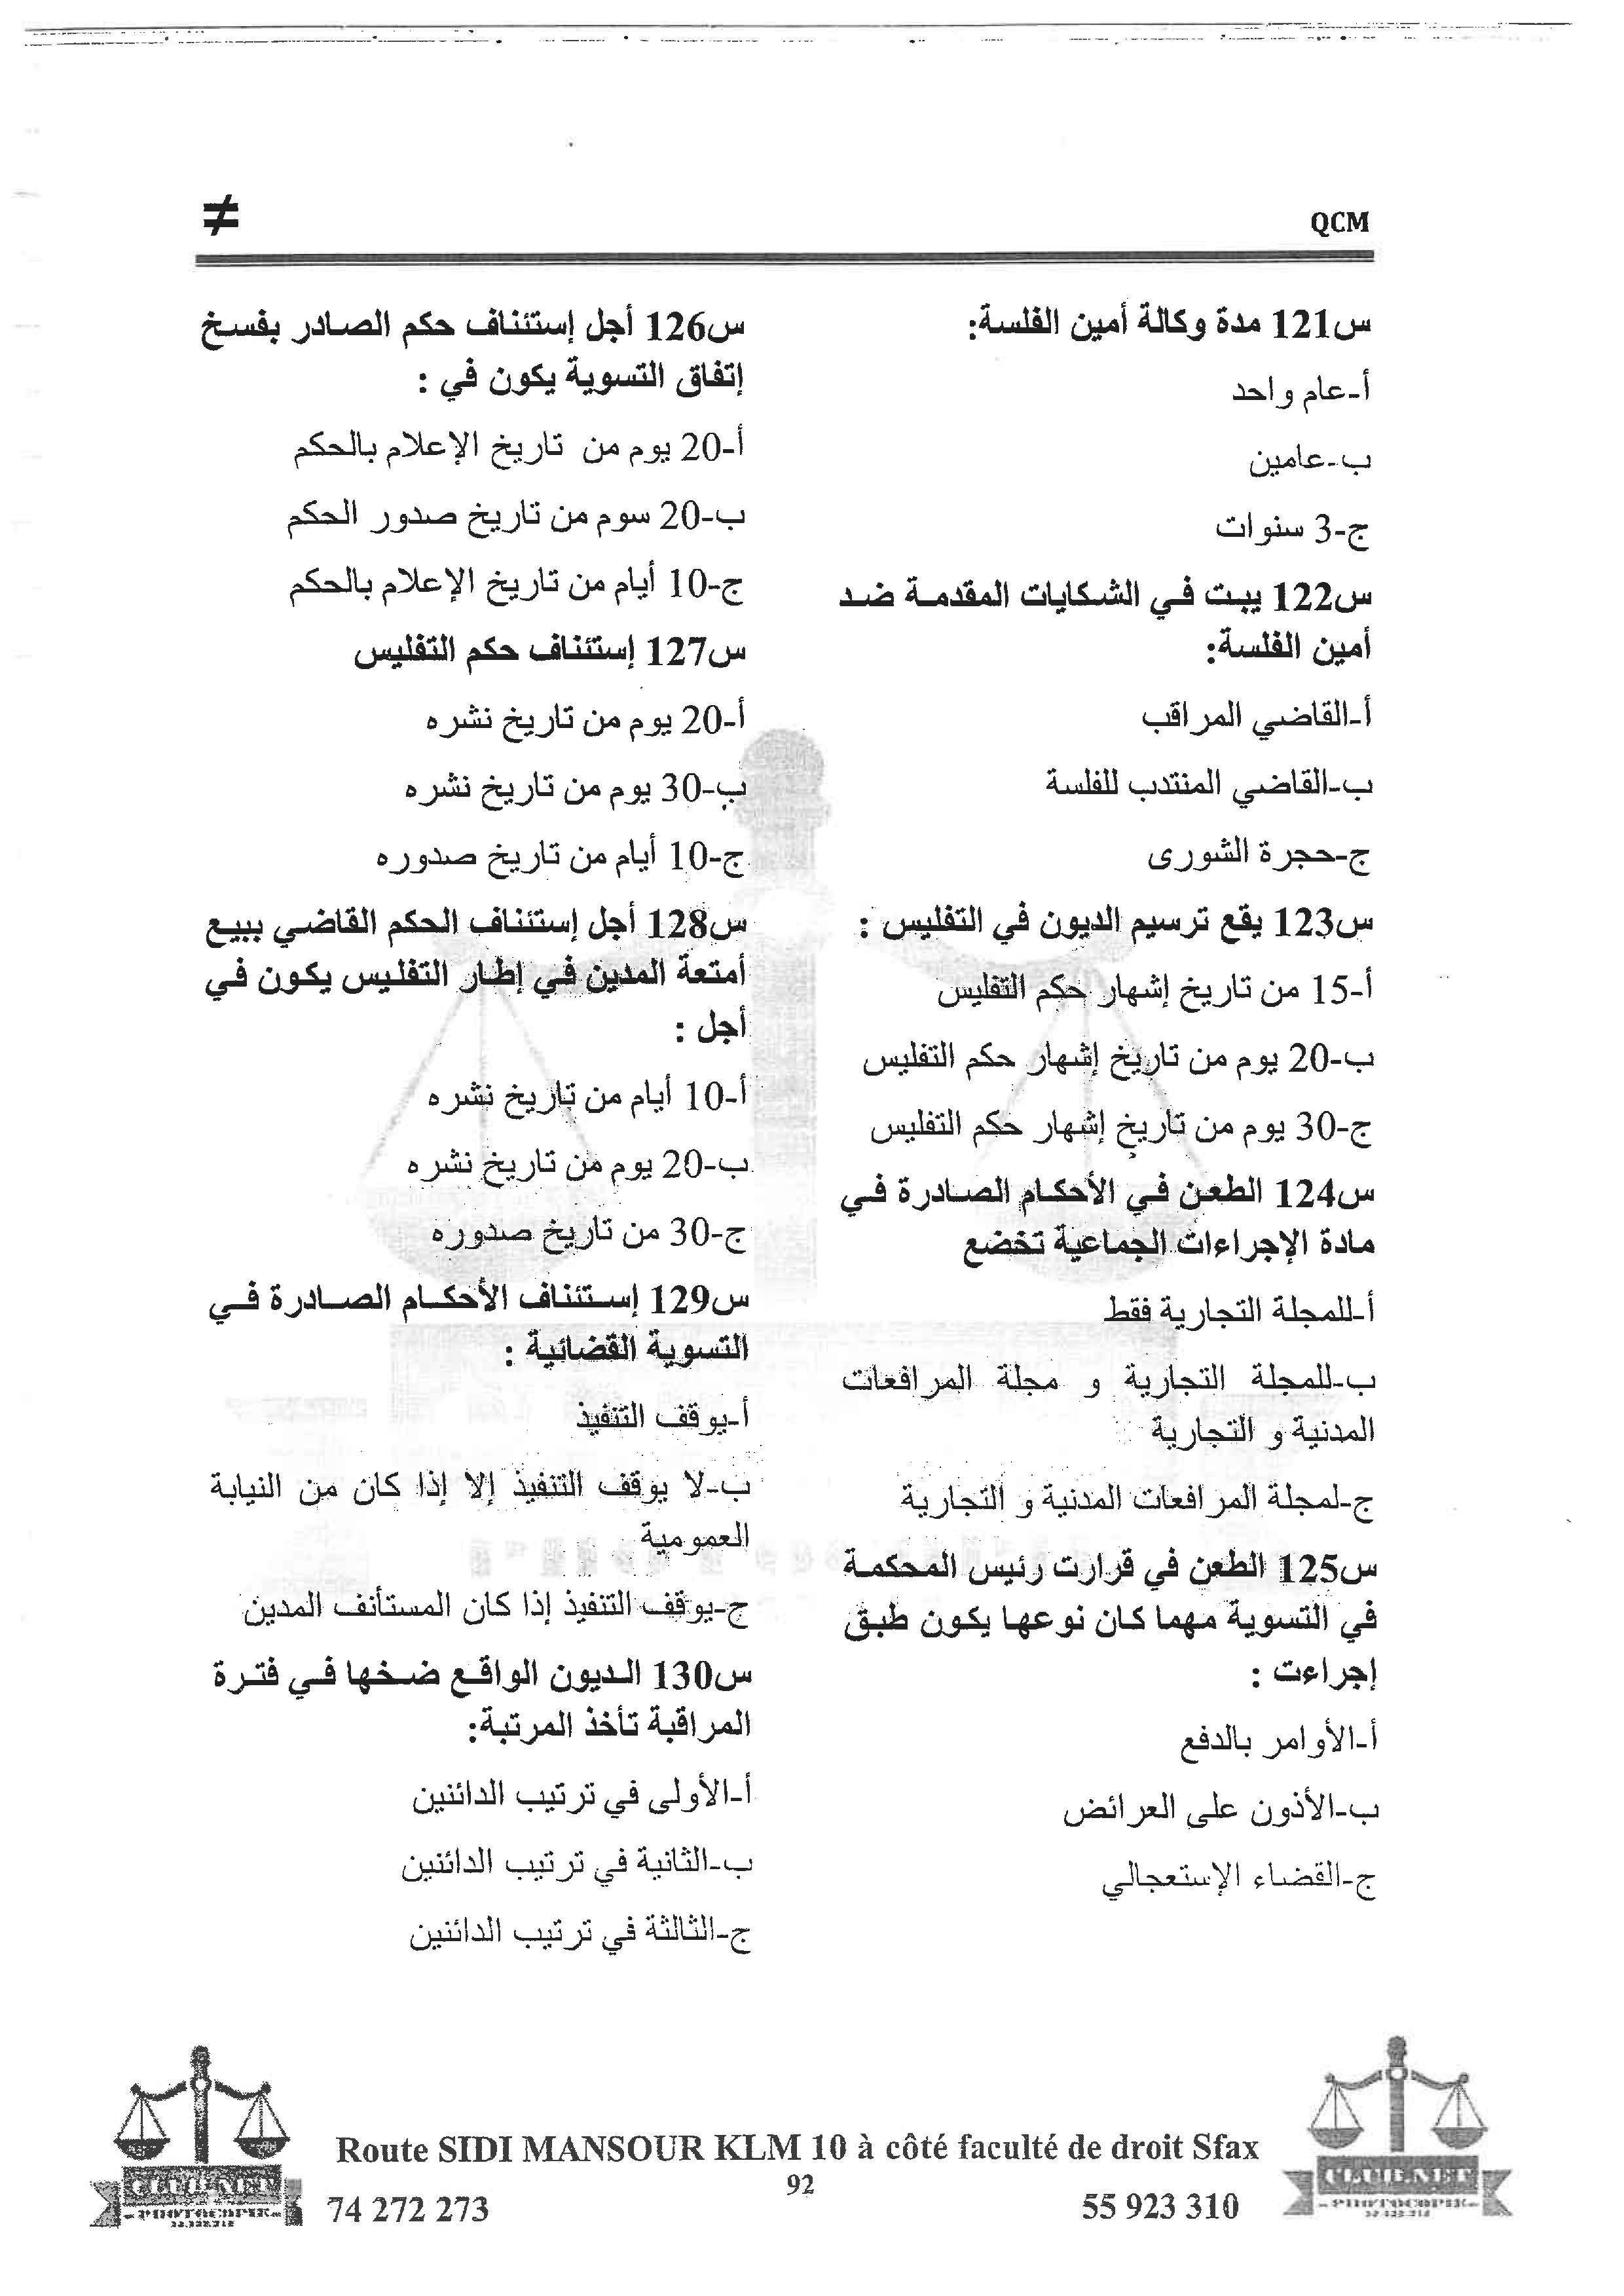 ≠
QCM
س121 مدة وكالة أمين الفلسة:
أ-عام واحد
ب-عامين
ج-3 سنوات
س122 يبت في الشكايات المقدمة ضد
أمين الفلسة:
أ-القاضي المراقب
ب-القاضي المنتدب للفلسة
ج-حجرة الشورى
س123 يقع ترسيم الديون في التفليس :
أ-15 من تاريخ إشهار حكم التفليس
ب-20 يوم من تاريخ إشهار حكم التفليس
ج-30 يوم من تاريخ إشهار حكم التفليس
س124 الطعن في الأحكام الصادرة في
مادة الإجراءات الجماعية تخضع
أ-للمجلة التجارية فقط
ب-للمجلة التجارية و مجلة المرافعات
المدنية و التجارية
ج-لمجلة المرافعات المدنية و التجارية
س125 الطعن في قرارت رئيس المحكمة
في التسوية مهما كان نوعها يكون طبق
إجراءت :
أ-الأوامر بالدفع
ب-الأذون على العرائض
ج-القضاء الإستعجالي
س126 أجل إستئناف حكم الصادر بفسخ
إتفاق التسوية يكون في :
أ-20 يوم من تاريخ الإعلام بالحكم
ب-20 سوم من تاريخ صدور الحكم
ج-10 أيام من تاريخ الإعلام بالحكم
س127 إستئناف حكم التفليس
أ-20 يوم من تاريخ نشره
ب-30 يوم من تاريخ نشره
ج-10 أيام من تاريخ صدوره
س128 أجل إستئناف الحكم القاضي ببيع
أمتعة المدين في إطار التفليس يكون في
أجل :
أ-10 أيام من تاريخ نشره
ب-20 يوم من تاريخ نشره
ج-30 من تاريخ صدوره
س129 إستئناف الأحكام الصادرة في
التسوية القضائية :
أ-يوقف التنفيذ
ب-لا يوقف التنفيذ إلا إذا كان من النيابة
العمومية
ج-يوقف التنفيذ إذا كان المستأنف المدين
س130 الديون الواقع ضخها في فترة
المراقبة تأخذ المرتبة:
أ-الأولى في ترتيب الدائنين
ب-الثانية في ترتيب الدائنين
ج-الثالثة في ترتيب الدائنين
Route SIDI MANSOUR KLM 10 à côté faculté de droit Sfax
92
74 272 273
55 923 310
CLUB.NET
PHOTOCOPIE
CLUB.NET
PHOTOCOPIE